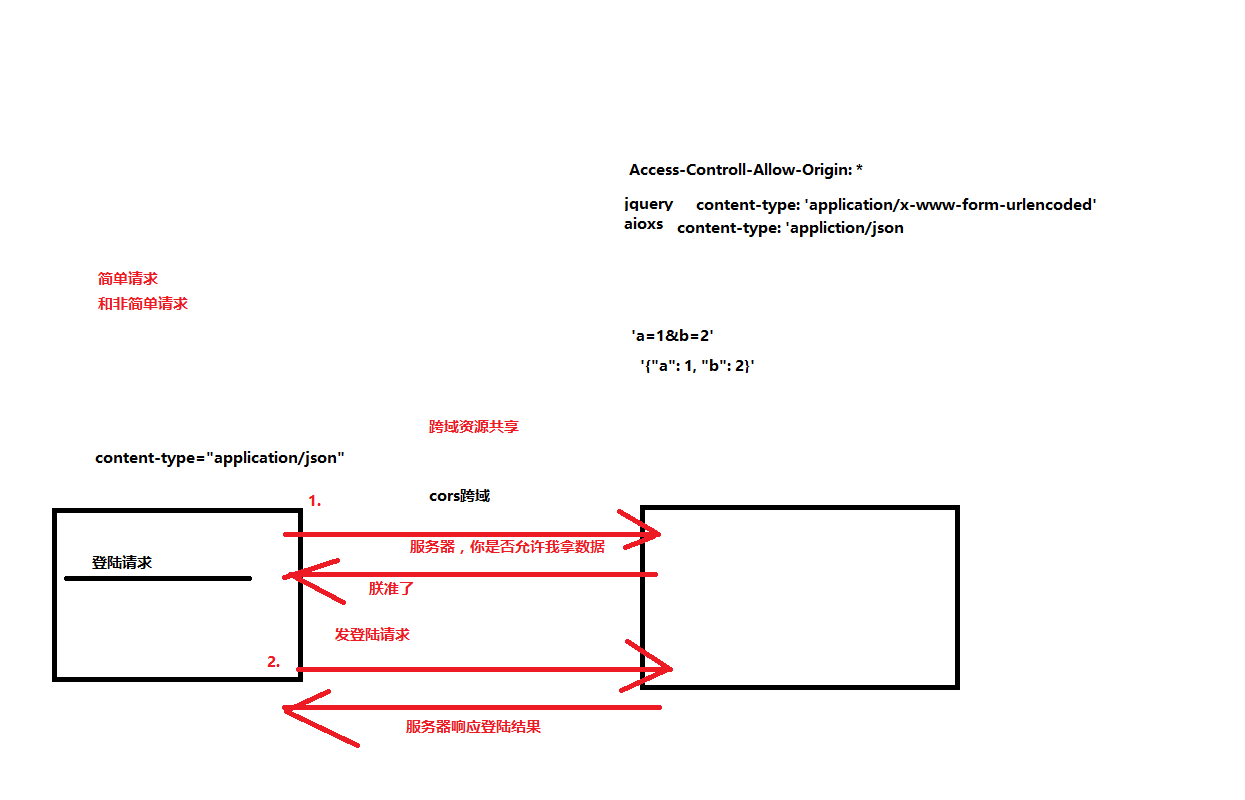 Access-Controll-Allow-Origin: *
jquery content-type: 'application/x-www-form-urlencoded'
aioxs content-type: 'appliction/json
简单请求
和非简单请求
'a=1&b=2'
'{"a": 1, "b": 2}'
跨域资源共享
content-type="application/json"
cors跨域
1.
服务器，你是否允许我拿数据
登陆请求
朕准了
发登陆请求
2.
服务器响应登陆结果